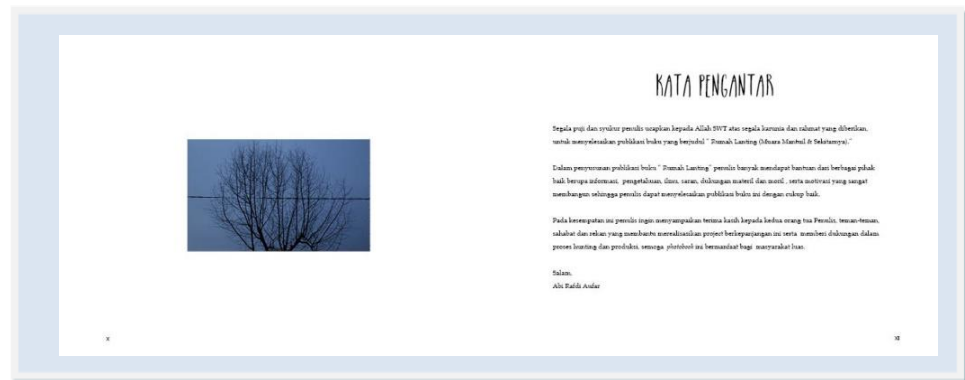 KATA PENGANTAR
Segala puji dan syukur penulis ucapkan kepada Allah SWT atas segala karunia dan rahmat yang diberikan,
untuk menyelesaikan publikasi buku yang berjudul " Rumah Lanting (Muara Mantuil & Sekitarnya)."
Dalam penyusunan publikasi buku " Rumah Lanting" penulis banyak mendapat bantuan dari berbagai pihak
baik berupa informasi, pengetahuan, ilmu, saran, dukungan materil dan moril , serta motivasi yang sangat
membangun sehingga penulis dapat menyelesaikan publikasi buku ini dengan cukup baik.
Pada kesempatan ini penulis ingin menyampaikan terima kasih kepada kedua orang tua Penulis, teman-teman,
sahabat dan rekan yang membantu merealisasikan project berkepanjangan ini serta memberi dukungan dalam
proses hunting dan produksi, semoga photobook ini bermanfaat bagi masyarakat luas.
Salam,
Abi Rafdi Aufar
x
xi